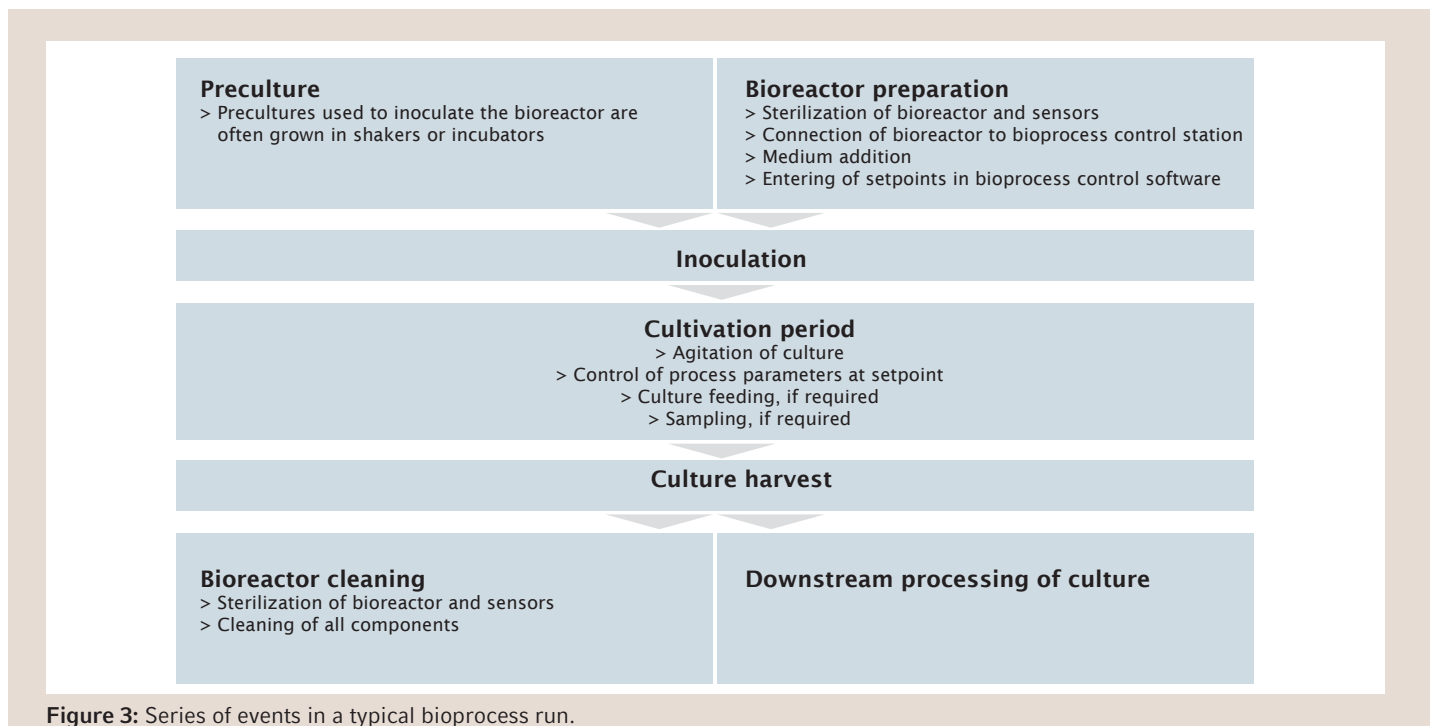 Preculture
> Precultures used to inoculate the bioreactor are
often grown in shakers or incubators
Bioreactor preparation
> Sterilization of bioreactor and sensors
> Connection of bioreactor to bioprocess control station
> Medium addition
> Entering of setpoints in bioprocess control software
Inoculation
Cultivation period
> Agitation of culture
> Control of process parameters at setpoint
> Culture feeding, if required
> Sampling, if required
Culture harvest
Bioreactor cleaning
> Sterilization of bioreactor and sensors
> Cleaning of all components
Downstream processing of culture
Figure 3: Series of events in a typical bioprocess run.